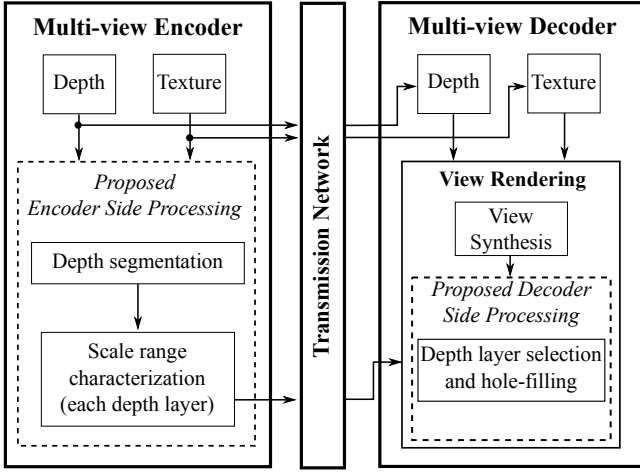 Multi-view Encoder
Depth
Texture
Proposed
Encoder Side Processing
Depth segmentation
Scale range
characterization
(each depth layer)
Transmission Network
Multi-view Decoder
Depth
Texture
View Rendering
View
Synthesis
Proposed Decoder
Side Processing
Depth layer selection
and hole-filling